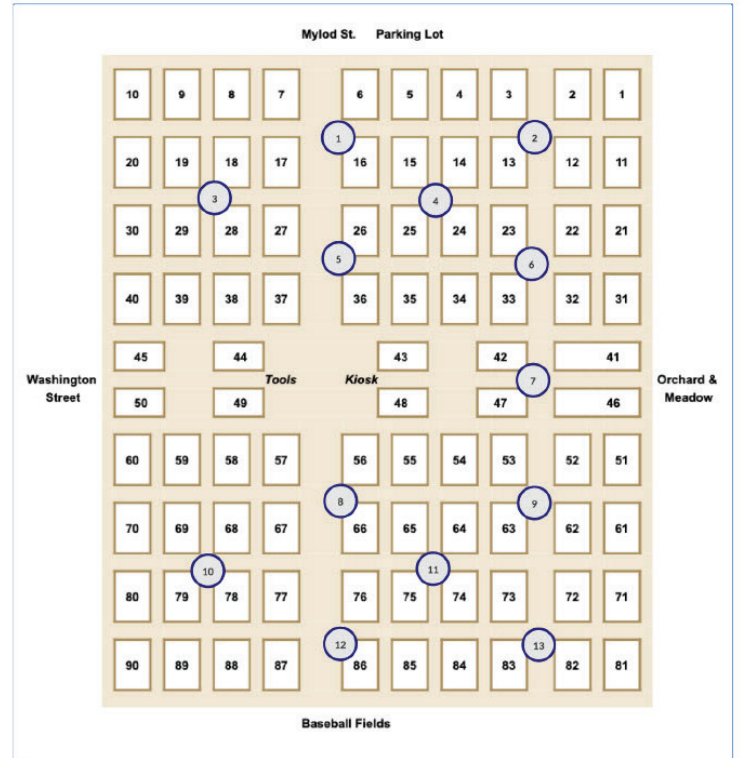 Mylod St. Parking Lot
10 9 8 7 6 5 4 3 2 1
1 2
20 19 18 17 16 15 14 13 12 11
3 4
30 29 28 27 26 25 24 23 22 21
5 6
40 39 38 37 36 35 34 33 32 31
45 44 43 42 41
Washington Street
Tools Kiosk 7
Orchard & Meadow
50 49 48 47 46
60 59 58 57 56 55 54 53 52 51
8 9
70 69 68 67 66 65 64 63 62 61
10 11
80 79 78 77 76 75 74 73 72 71
12 13
90 89 88 87 86 85 84 83 82 81
Baseball Fields